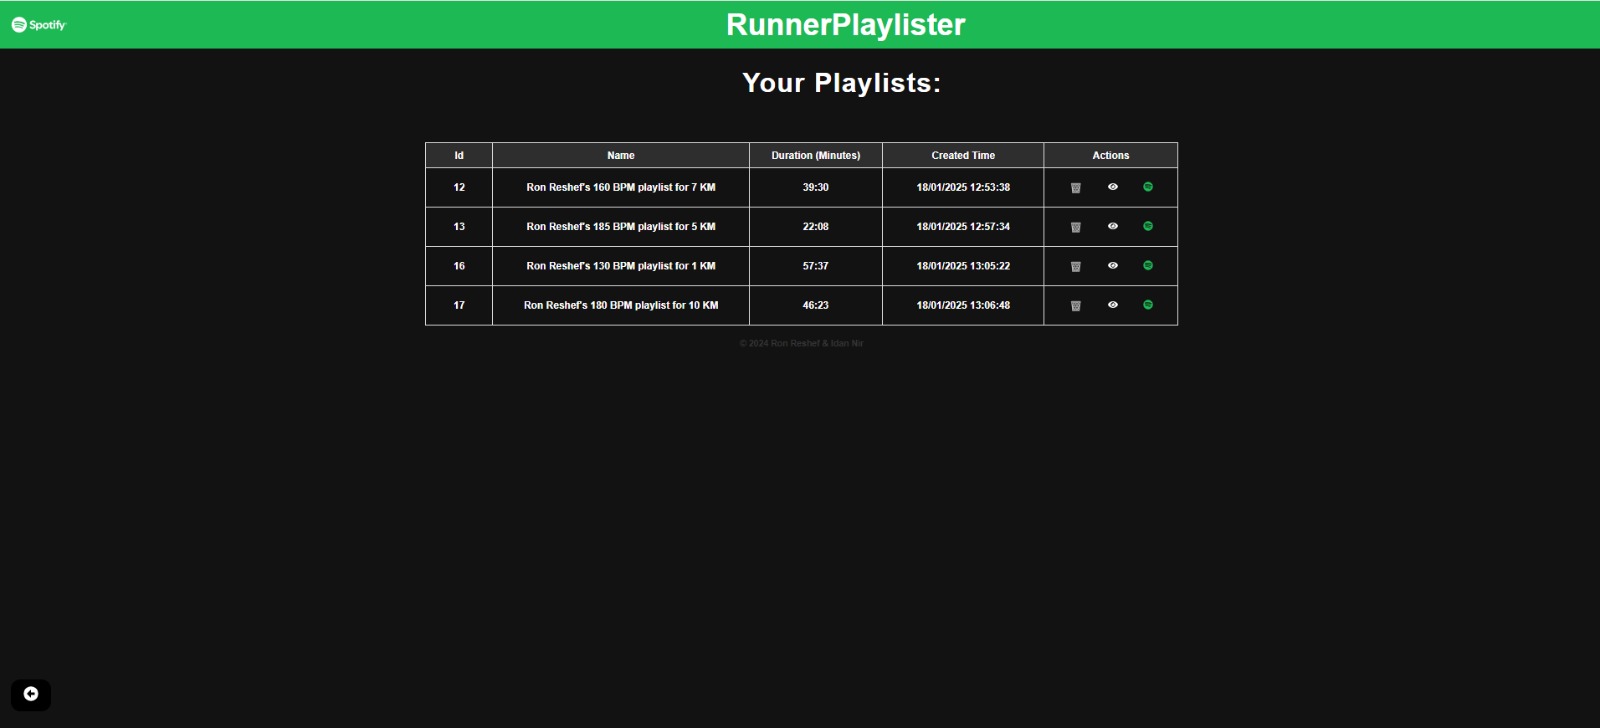 Spotify
RunnerPlaylister
Your Playlists:
Id Name Duration (Minutes) Created Time Actions
12 Ron Reshef's 160 BPM playlist for 7 KM 39:30 18/01/2025 12:53:38
13 Ron Reshef's 185 BPM playlist for 5 KM 22:08 18/01/2025 12:57:34
16 Ron Reshef's 130 BPM playlist for 1 KM 57:37 18/01/2025 13:05:22
17 Ron Reshef's 180 BPM playlist for 10 KM 46:23 18/01/2025 13:06:48
© 2024 Ron Reshef & Idan Nir